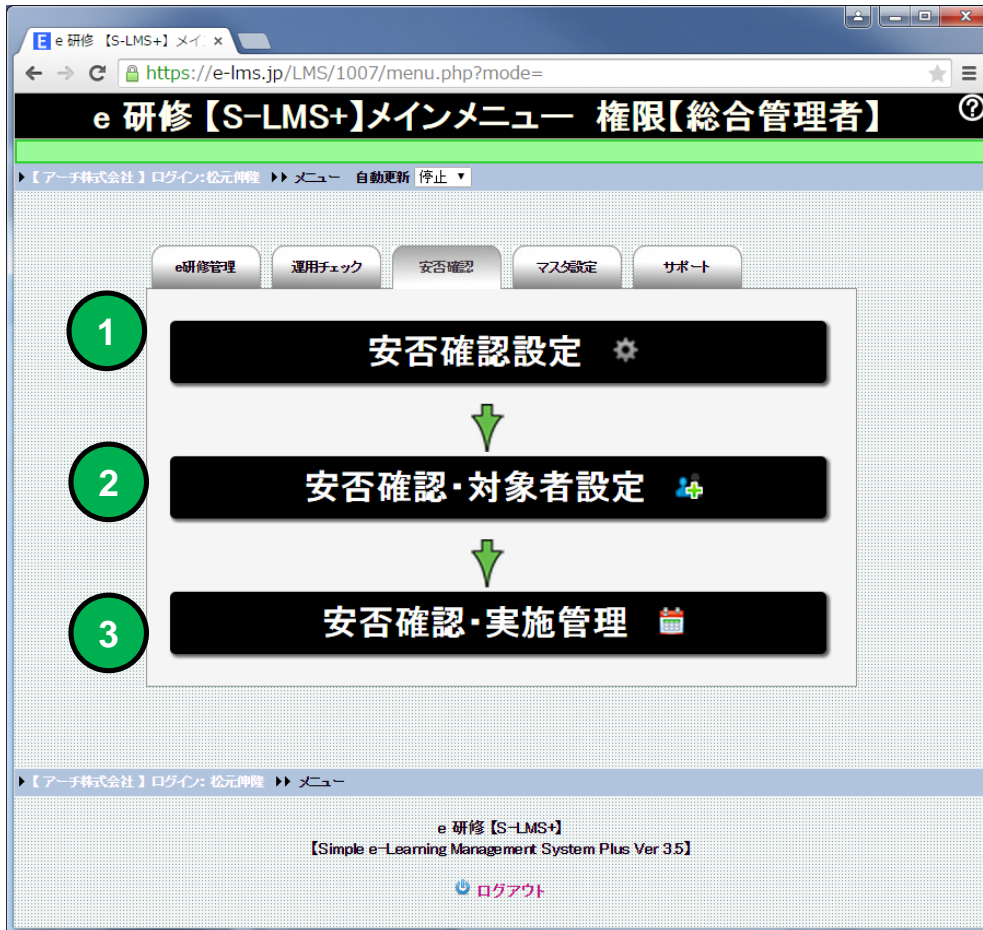 e 研修 【S-LMS+】 メイ
https://e-lms.jp/LMS/1007/menu.php?mode=
e 研修【S-LMS+】メインメニュー 権限【総合管理者】
【アーチ株式会社】ログイン:松元伸隆 メニュー 自動更新 停止
e研修管理 運用チェック 安否確認 マスタ設定 サポート
1 安否確認設定
2 安否確認・対象者設定
3 安否確認・実施管理
【アーチ株式会社】ログイン: 松元伸隆 メニュー
e 研修【S-LMS+】
【Simple e-Learning Management System Plus Ver 3.5】
ログアウト